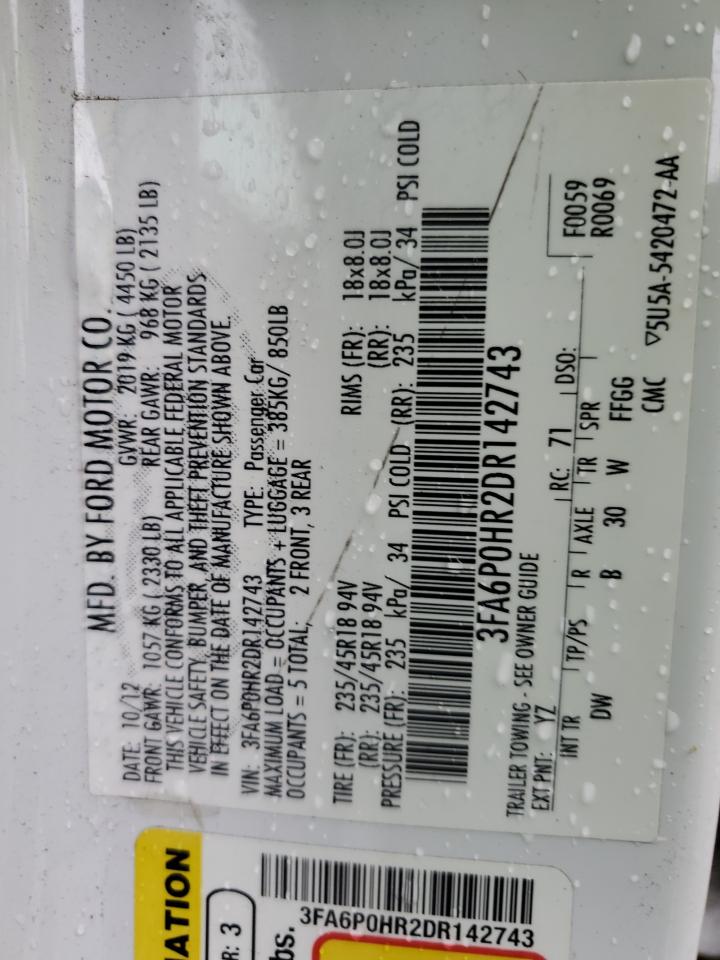 MFD. BY FORD MOTOR CO.
DATE: 10/12 GVWR: 2019 KG ( 4450 LB)
FRONT GAWR: 1057 KG ( 2330 LB) REAR GAWR: 968 KG ( 2135 LB)
THIS VEHICLE CONFORMS TO ALL APPLICABLE FEDERAL MOTOR
VEHICLE SAFETY, BUMPER, AND THEFT PREVENTION STANDARDS
IN EFFECT ON THE DATE OF MANUFACTURE SHOWN ABOVE.
VIN: 3FA6P0HR2DR142743 TYPE: Passenger Car
MAXIMUM LOAD = OCCUPANTS + LUGGAGE = 385KG/ 850LB
OCCUPANTS = 5 TOTAL: 2 FRONT, 3 REAR
TIRE (FR): 235/45R18 94V RIMS (FR): 18x8.0J
(RR): 235/45R18 94V (RR): 18x8.0J
PRESSURE (FR): 235 kPa/ 34 PSI COLD (RR): 235 kPa/ 34 PSI COLD
3FA6P0HR2DR142743
TRAILER TOWING - SEE OWNER GUIDE
EXT PNT: YZ RC: 71 DSO:
F0059
R0069
INT TR TP/PS R AXLE TR SPR
DW B 30 W FFGG
CMC ▽5U5A-5420472-AA
MATION
R: 3
bs.
3FA6P0HR2DR142743